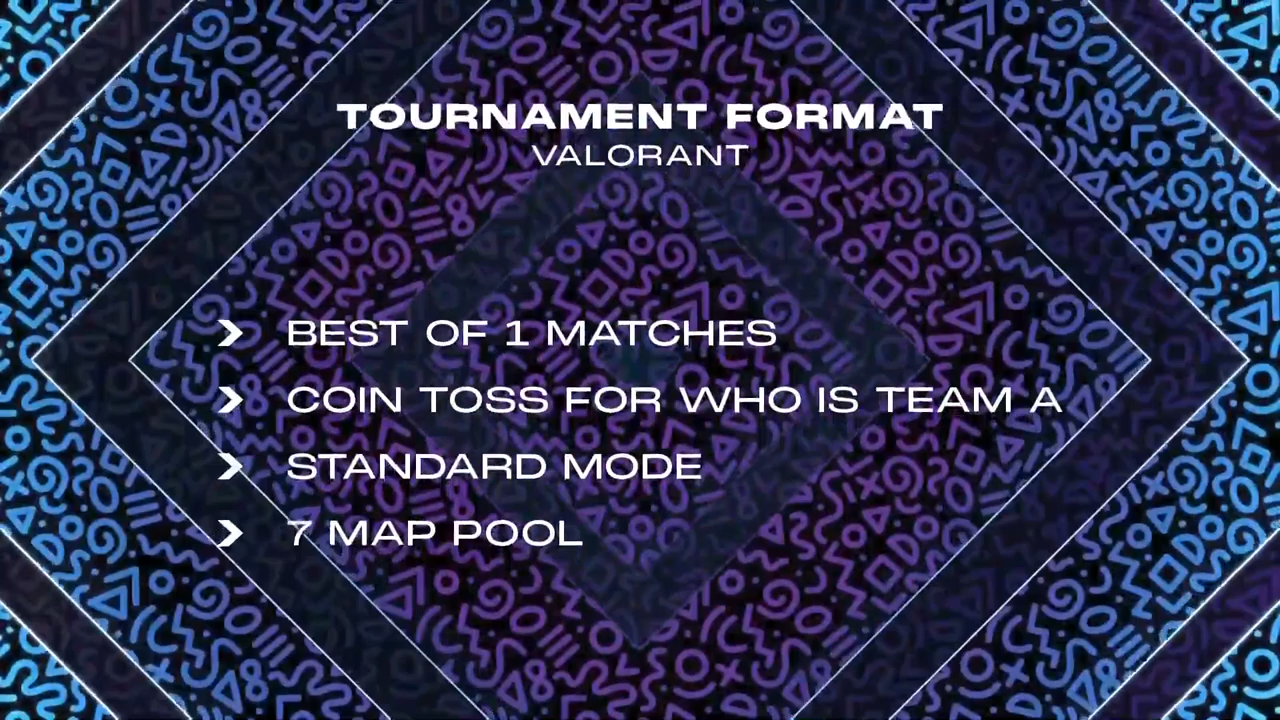 TOURNAMENT FORMAT
VALORANT
BEST OF 1 MATCHES
COIN TOSS FOR WHO IS TEAM A
STANDARD MODE
7 MAP POOL